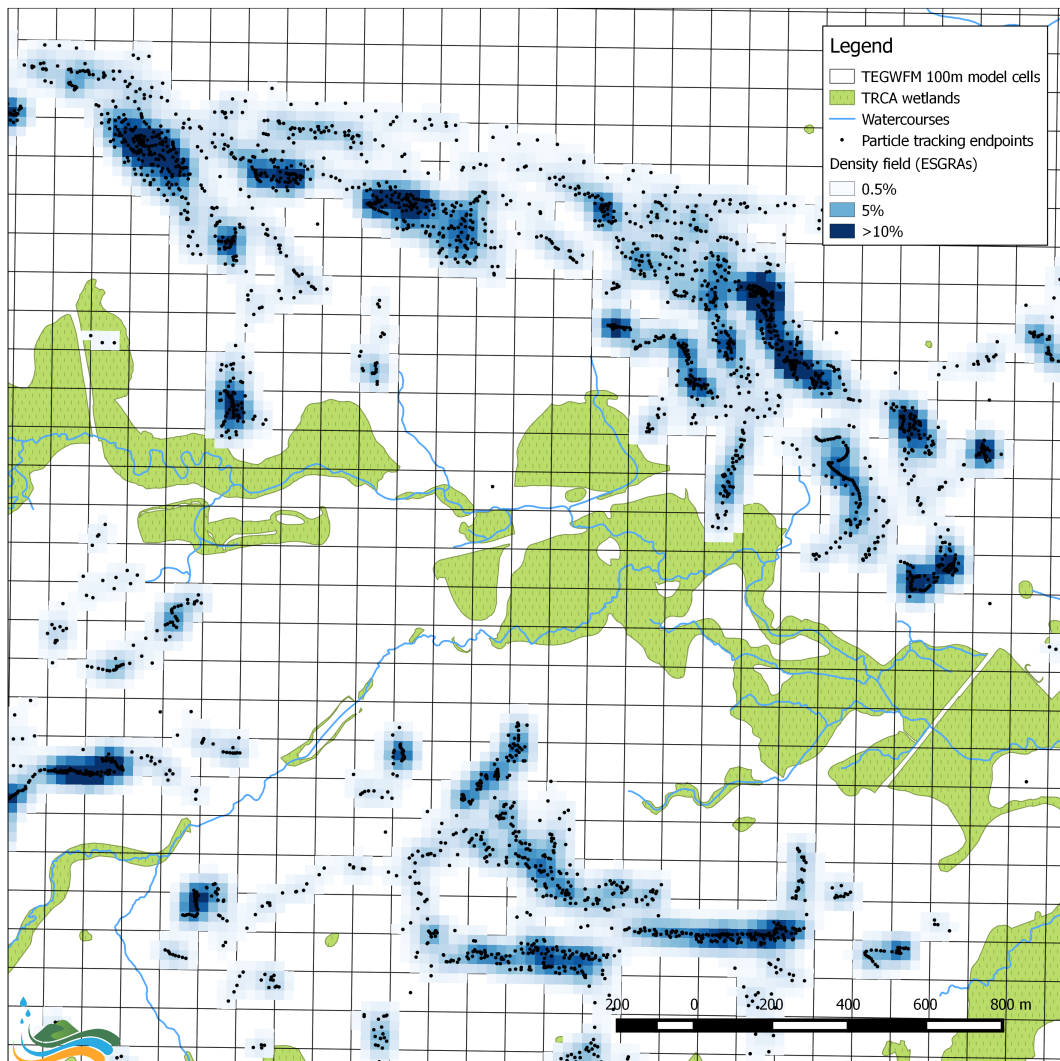 Legend
TEGWFM 100m model cells
TRCA wetlands
Watercourses
Particle tracking endpoints
Density field (ESGRAs)
0.5%
5%
>10%
200 0 200 400 600 800 m